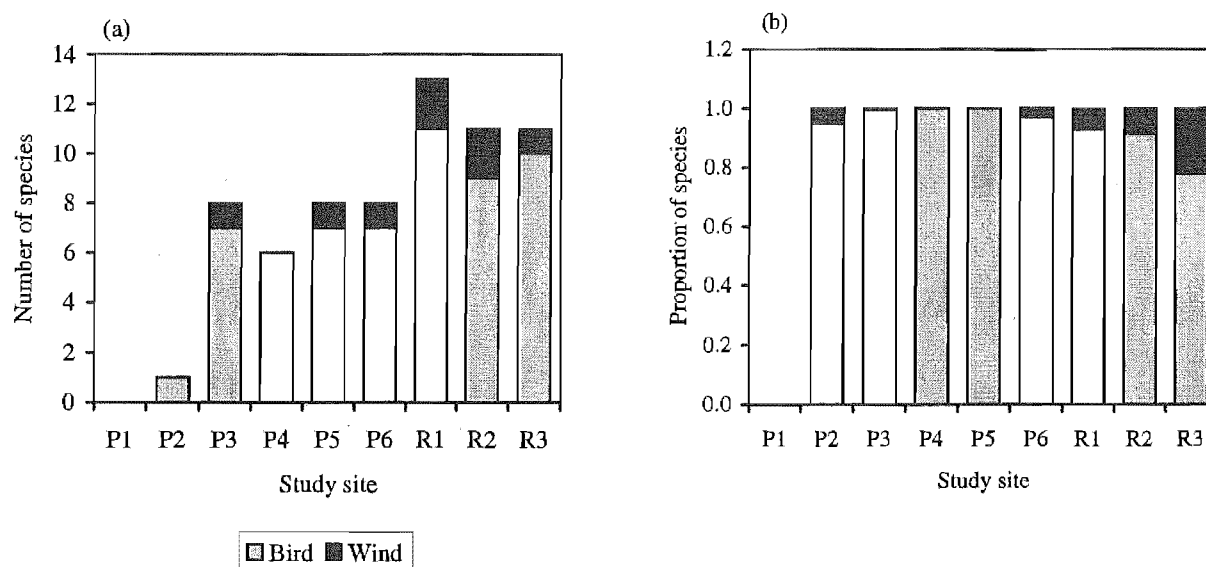 (a)
14
12
10
8
6
4
2
0
Number of species
P1 P2 P3 P4 P5 P6 R1 R2 R3
Study site
Bird Wind
(b)
1.2
1.0
0.8
0.6
0.4
0.2
0.0
Proportion of species
P1 P2 P3 P4 P5 P6 R1 R2 R3
Study site